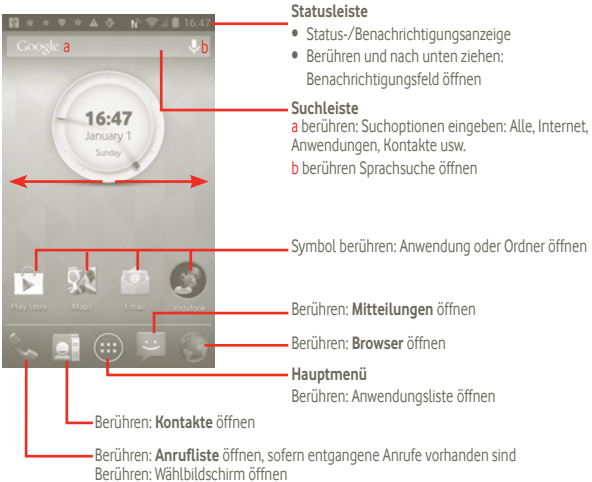 Statusleiste
• Status-/Benachrichtigungsanzeige
• Berühren und nach unten ziehen:
Benachrichtigungsfeld öffnen
16:47
Google a
b
Suchleiste
a berühren: Suchoptionen eingeben: Alle, Internet,
Anwendungen, Kontakte usw.
b berühren Sprachsuche öffnen
16:47
January 1
Sunday
Symbol berühren: Anwendung oder Ordner öffnen
Play Store
Maps
Email
Vodafone
Berühren: Mitteilungen öffnen
Berühren: Browser öffnen
Hauptmenü
Berühren: Anwendungsliste öffnen
Berühren: Kontakte öffnen
Berühren: Anrufliste öffnen, sofern entgangene Anrufe vorhanden sind
Berühren: Wählbildschirm öffnen